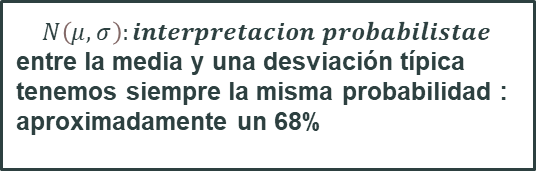 N(μ, σ): interpretacion probabilistae
entre la media y una desviación típica
tenemos siempre la misma probabilidad :
aproximadamente un 68%